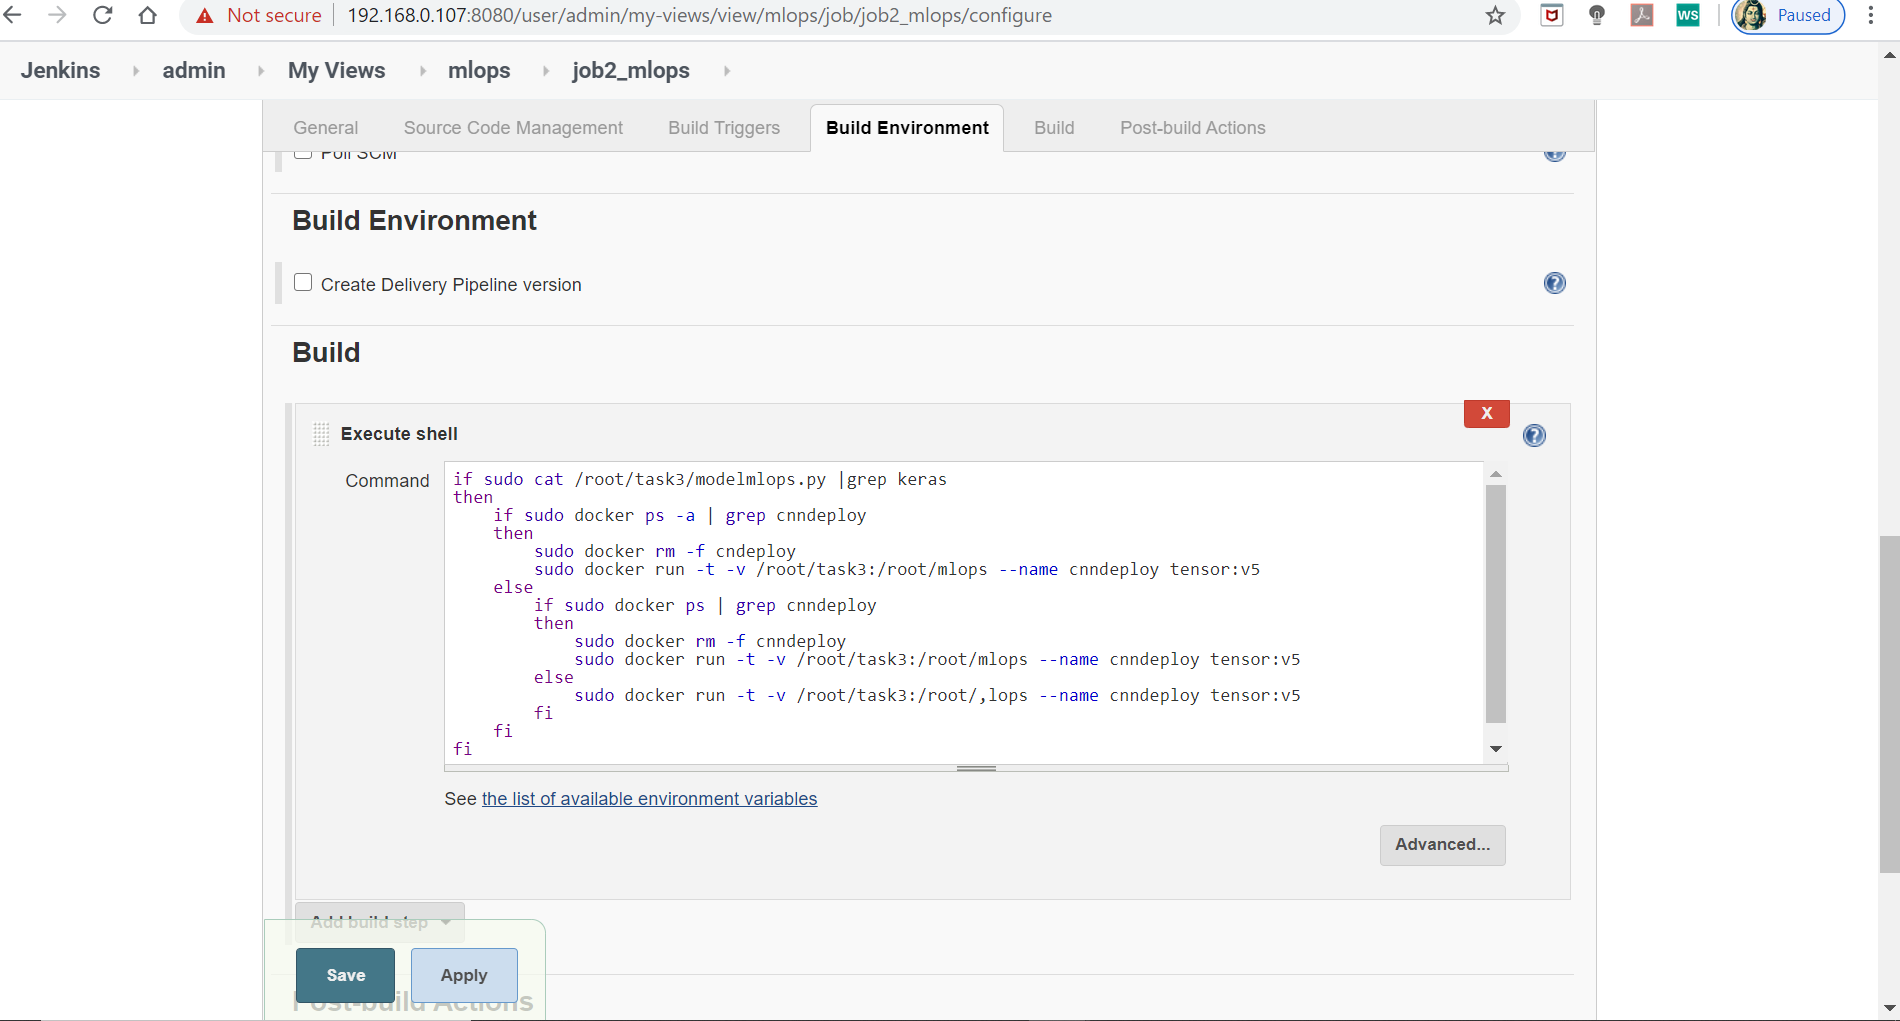 Not secure 192.168.0.107:8080/user/admin/my-views/view/mlops/job/job2_mlops/configure WS Paused
Jenkins admin My Views mlops job2_mlops
General Source Code Management Build Triggers Build Environment Build Post-build Actions
Poll SCM
Build Environment
Create Delivery Pipeline version
Build
X
Execute shell
Command
if sudo cat /root/task3/modelmlops.py |grep keras
then
    if sudo docker ps -a | grep cnndeploy
    then
        sudo docker rm -f cndeploy
        sudo docker run -t -v /root/task3:/root/mlops --name cnndeploy tensor:v5
    else
        if sudo docker ps | grep cnndeploy
        then
            sudo docker rm -f cnndeploy
            sudo docker run -t -v /root/task3:/root/mlops --name cnndeploy tensor:v5
        else
            sudo docker run -t -v /root/task3:/root/,lops --name cnndeploy tensor:v5
        fi
    fi
fi
See the list of available environment variables
Advanced...
Add build step
Save Apply
Post-build Actions